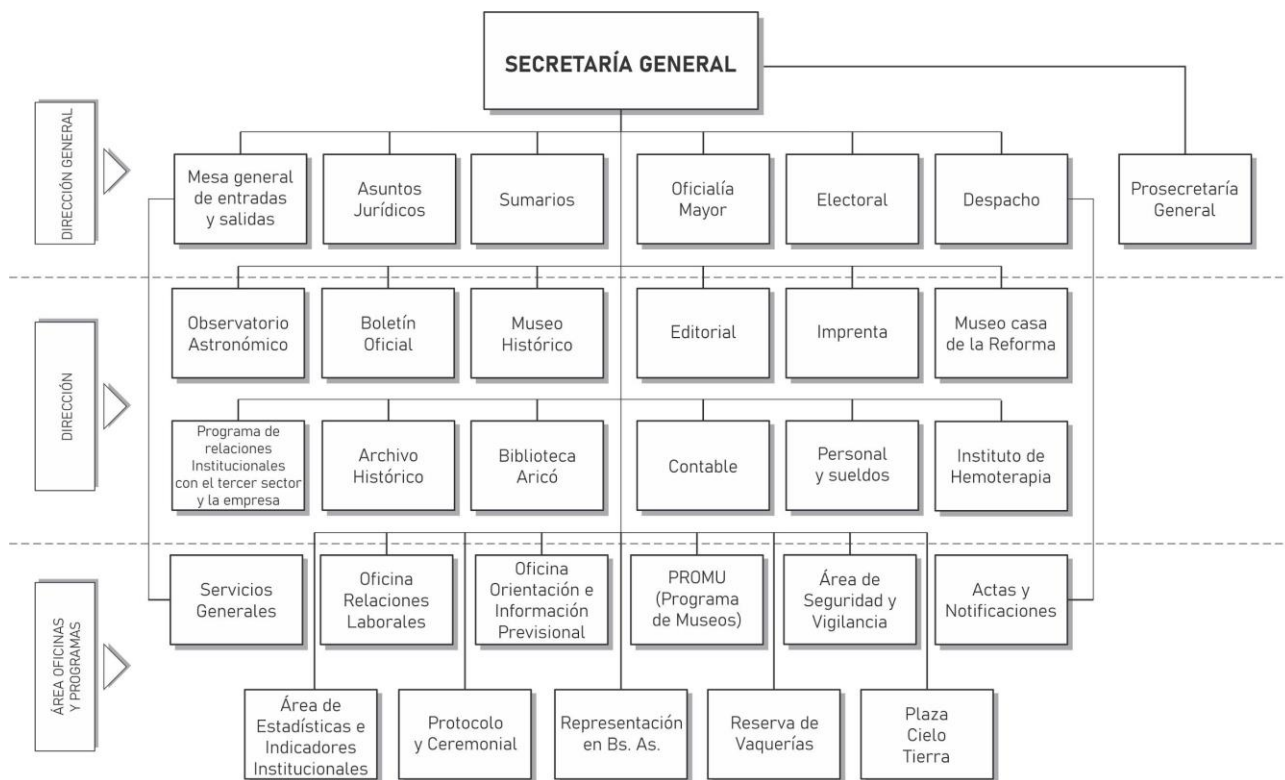 SECRETARÍA GENERAL
DIRECCIÓN GENERAL
Mesa general
de entradas
y salidas
Asuntos
Jurídicos
Sumarios
Oficialía
Mayor
Electoral
Despacho
Prosecretaría
General
DIRECCIÓN
Observatorio
Astronómico
Boletín
Oficial
Museo
Histórico
Editorial
Imprenta
Museo casa
de la Reforma
Programa de
relaciones
Institucionales
con el tercer sector
y la empresa
Archivo
Histórico
Biblioteca
Aricó
Contable
Personal
y sueldos
Instituto de
Hemoterapia
ÁREA OFICINAS
Y PROGRAMAS
Servicios
Generales
Oficina
Relaciones
Laborales
Oficina
Orientación e
Información
Previsional
PROMU
(Programa
de Museos)
Área de
Seguridad y
Vigilancia
Actas y
Notificaciones
Área de
Estadísticas e
Indicadores
Institucionales
Protocolo
y Ceremonial
Representación
en Bs. As.
Reserva de
Vaquerías
Plaza
Cielo
Tierra